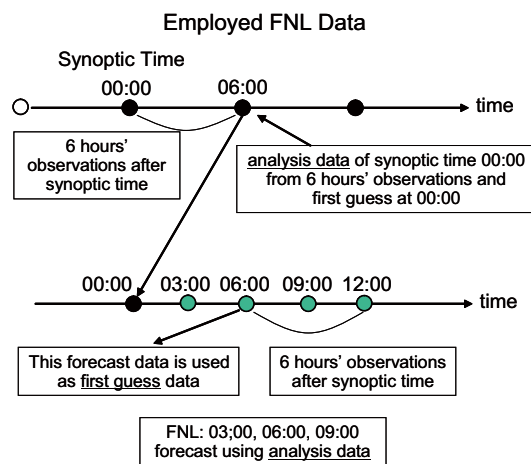 Employed FNL Data
Synoptic Time
00:00
06:00
time
6 hours'
observations after
synoptic time
analysis data of synoptic time 00:00
from 6 hours' observations and
first guess at 00:00
00:00 03:00 06:00 09:00 12:00
time
This forecast data is used
as first guess data
6 hours' observations
after synoptic time
FNL: 03;00, 06:00, 09:00
forecast using analysis data